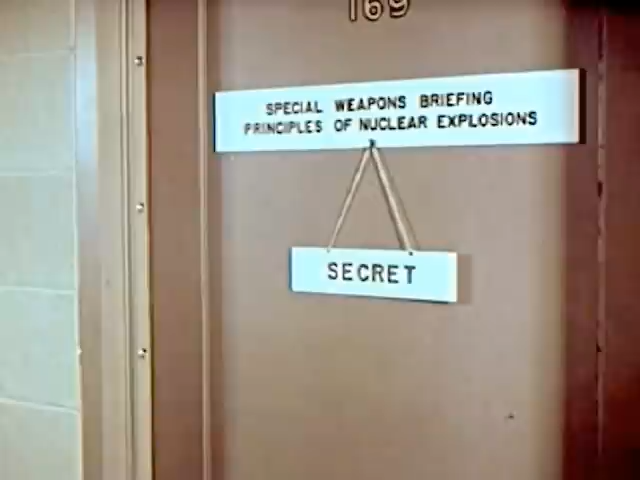 169
SPECIAL WEAPONS BRIEFING
PRINCIPLES OF NUCLEAR EXPLOSIONS
SECRET